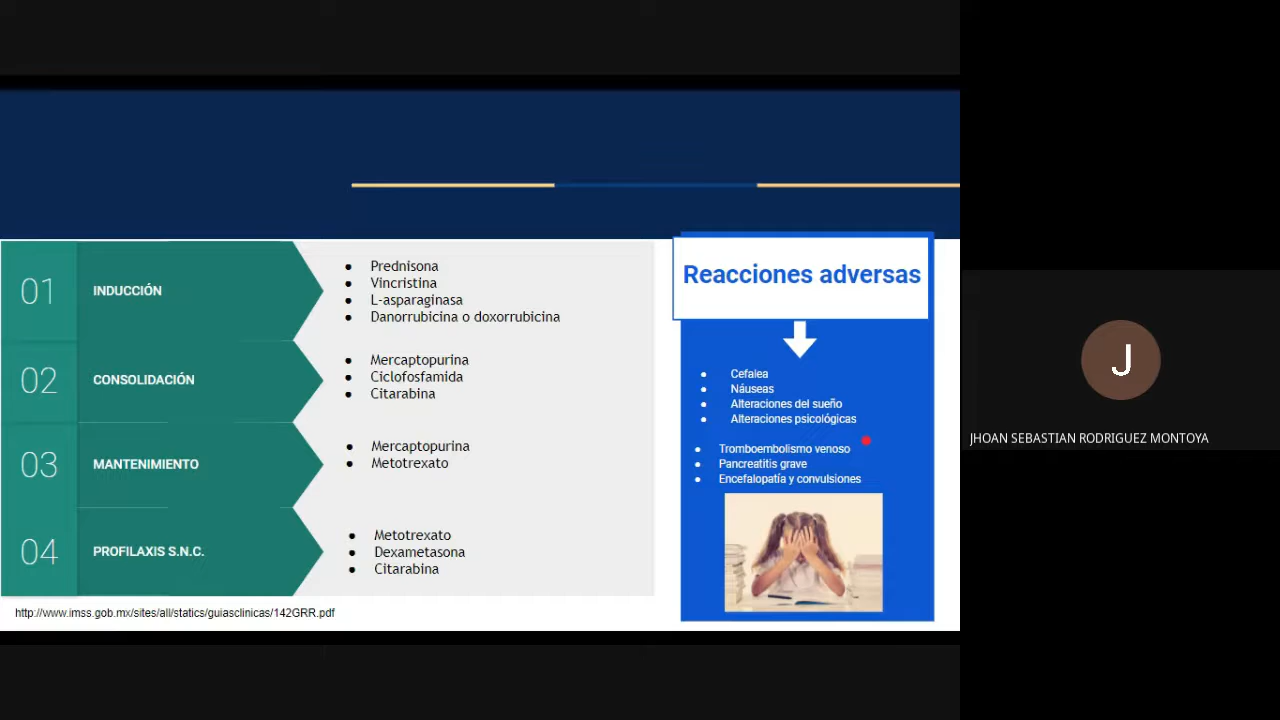 01
INDUCCIÓN
Prednisona
Vincristina
L-asparaginasa
Danorrubicina o doxorrubicina
02
CONSOLIDACIÓN
Mercaptopurina
Ciclofosfamida
Citarabina
03
MANTENIMIENTO
Mercaptopurina
Metotrexato
04
PROFILAXIS S.N.C.
Metotrexato
Dexametasona
Citarabina
http://www.imss.gob.mx/sites/all/statics/guiasclinicas/142GRR.pdf
Reacciones adversas
Cefalea
Náuseas
Alteraciones del sueño
Alteraciones psicológicas
Tromboembolismo venoso
Pancreatitis grave
Encefalopatía y convulsiones
J
JHOAN SEBASTIAN RODRIGUEZ MONTOYA